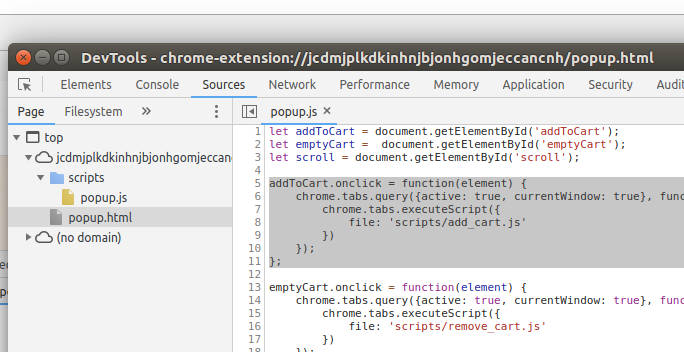 DevTools - chrome-extension://jcdmjplkdkinhnjbjonhgomjeccancnh/popup.html
Elements Console Sources Network Performance Memory Application Security Audit
Page Filesystem »
popup.js ×
top
jcdmjplkdkinhnjbjonhgomjeccanc
scripts
popup.js
popup.html
(no domain)
1 let addToCart = document.getElementById('addToCart');
2 let emptyCart =  document.getElementById('emptyCart');
3 let scroll = document.getElementById('scroll');
4
5 addToCart.onclick = function(element) {
6     chrome.tabs.query({active: true, currentWindow: true}, func
7         chrome.tabs.executeScript({
8             file: 'scripts/add_cart.js'
9         })
10     });
11 };
12
13 emptyCart.onclick = function(element) {
14     chrome.tabs.query({active: true, currentWindow: true}, func
15         chrome.tabs.executeScript({
16             file: 'scripts/remove_cart.js'
17         })
18     });